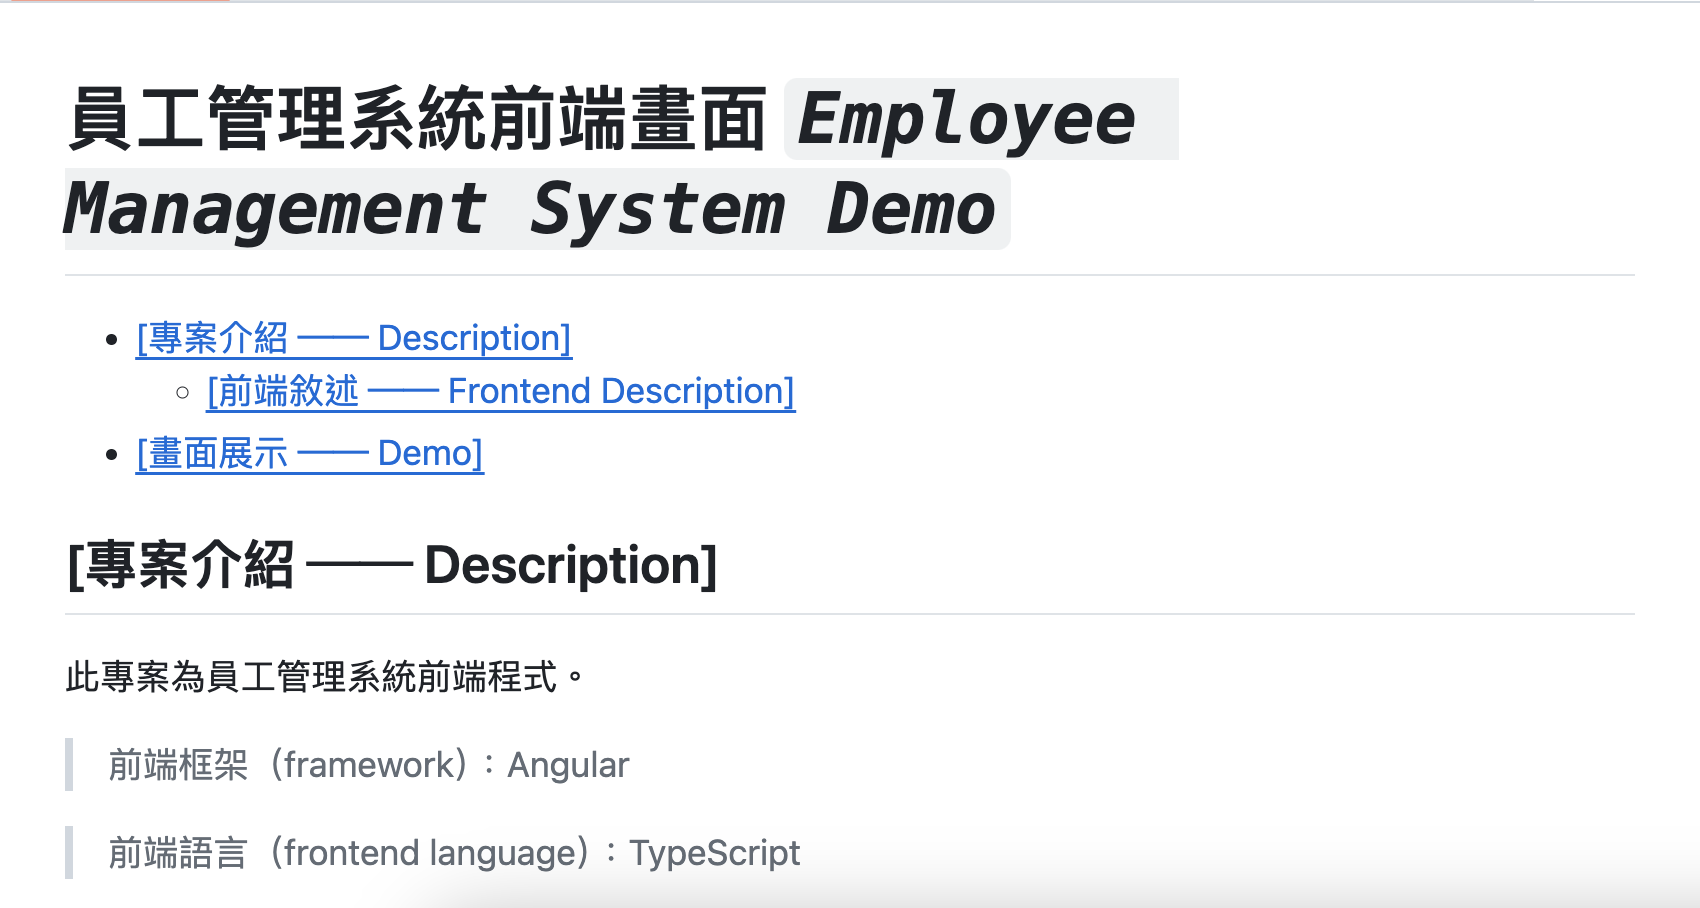 員工管理系統前端畫面 Employee
Management System Demo
[專案介紹 —— Description]
[前端敘述 —— Frontend Description]
[畫面展示 —— Demo]
[專案介紹 —— Description]
此專案為員工管理系統前端程式。
前端框架（framework）：Angular
前端語言（frontend language）：TypeScript